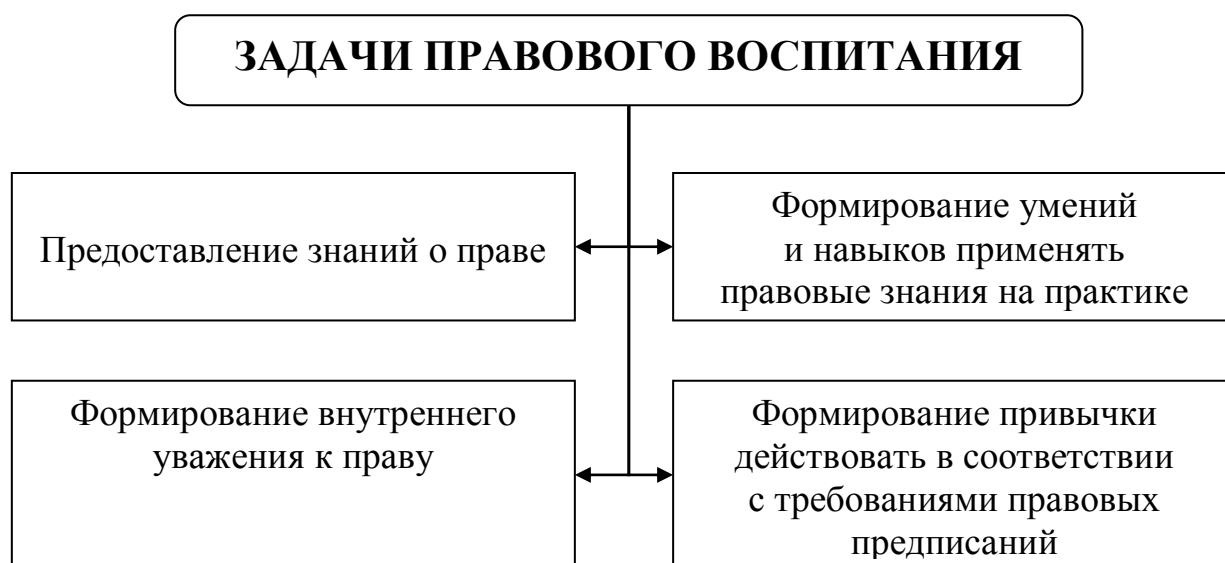 ЗАДАЧИ ПРАВОВОГО ВОСПИТАНИЯ
Предоставление знаний о праве
Формирование умений
и навыков применять
правовые знания на практике
Формирование внутреннего
уважения к праву
Формирование привычки
действовать в соответствии
с требованиями правовых
предписаний